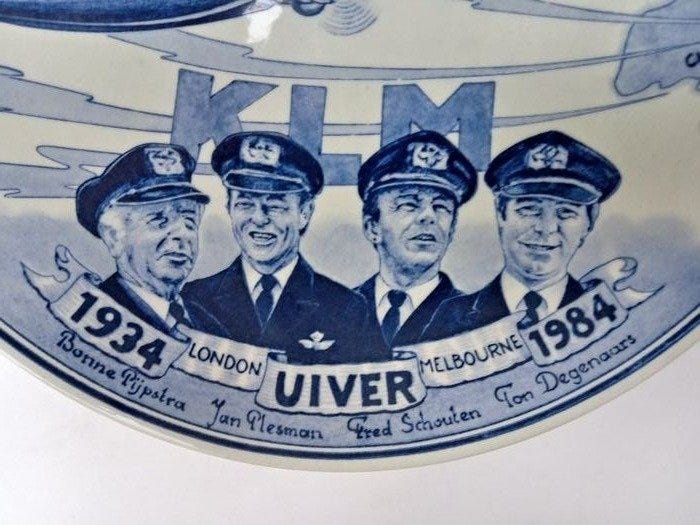 KLM
1934 LONDON UIVER MELBOURNE 1984
Bonne Pijpstra Jan Plesman Fred Schouten Ton Degenaars